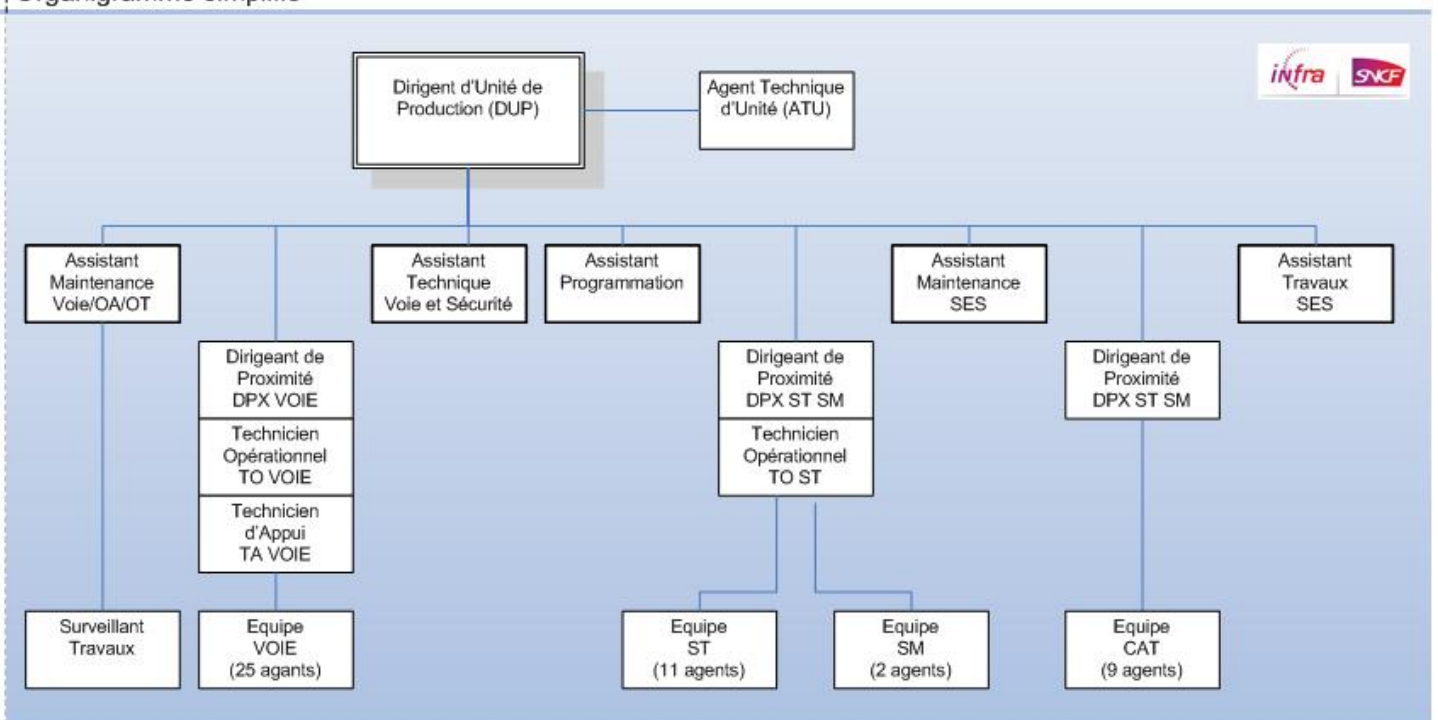 Organigramme simplifié
Dirigent d'Unité de
Production (DUP)
Agent Technique
d'Unité (ATU)
infra
SNCF
Assistant
Maintenance
Voie/OA/OT
Assistant
Technique
Voie et Sécurité
Assistant
Programmation
Assistant
Maintenance
SES
Assistant
Travaux
SES
Dirigeant de
Proximité
DPX VOIE
Technicien
Opérationnel
TO VOIE
Technicien
d'Appui
TA VOIE
Dirigeant de
Proximité
DPX ST SM
Technicien
Opérationnel
TO ST
Dirigeant de
Proximité
DPX ST SM
Surveillant
Travaux
Equipe
VOIE
(25 agants)
Equipe
ST
(11 agents)
Equipe
SM
(2 agents)
Equipe
CAT
(9 agents)